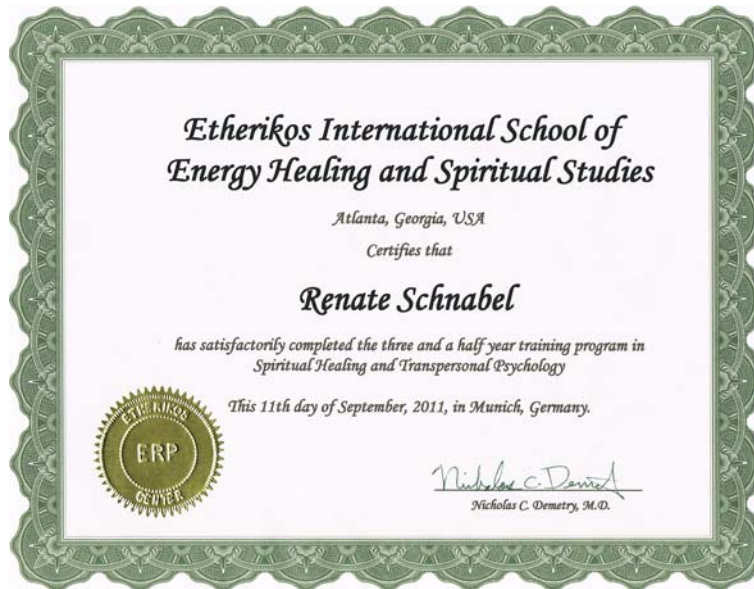 Etherikos International School of
Energy Healing and Spiritual Studies
Atlanta, Georgia, USA
Certifies that
Renate Schnabel
has satisfactorily completed the three and a half year training program in
Spiritual Healing and Transpersonal Psychology
This 11th day of September, 2011, in Munich, Germany.
ETHERIKOS
ERP
CENTER
Nicholas C. Demetry
Nicholas C. Demetry, M.D.